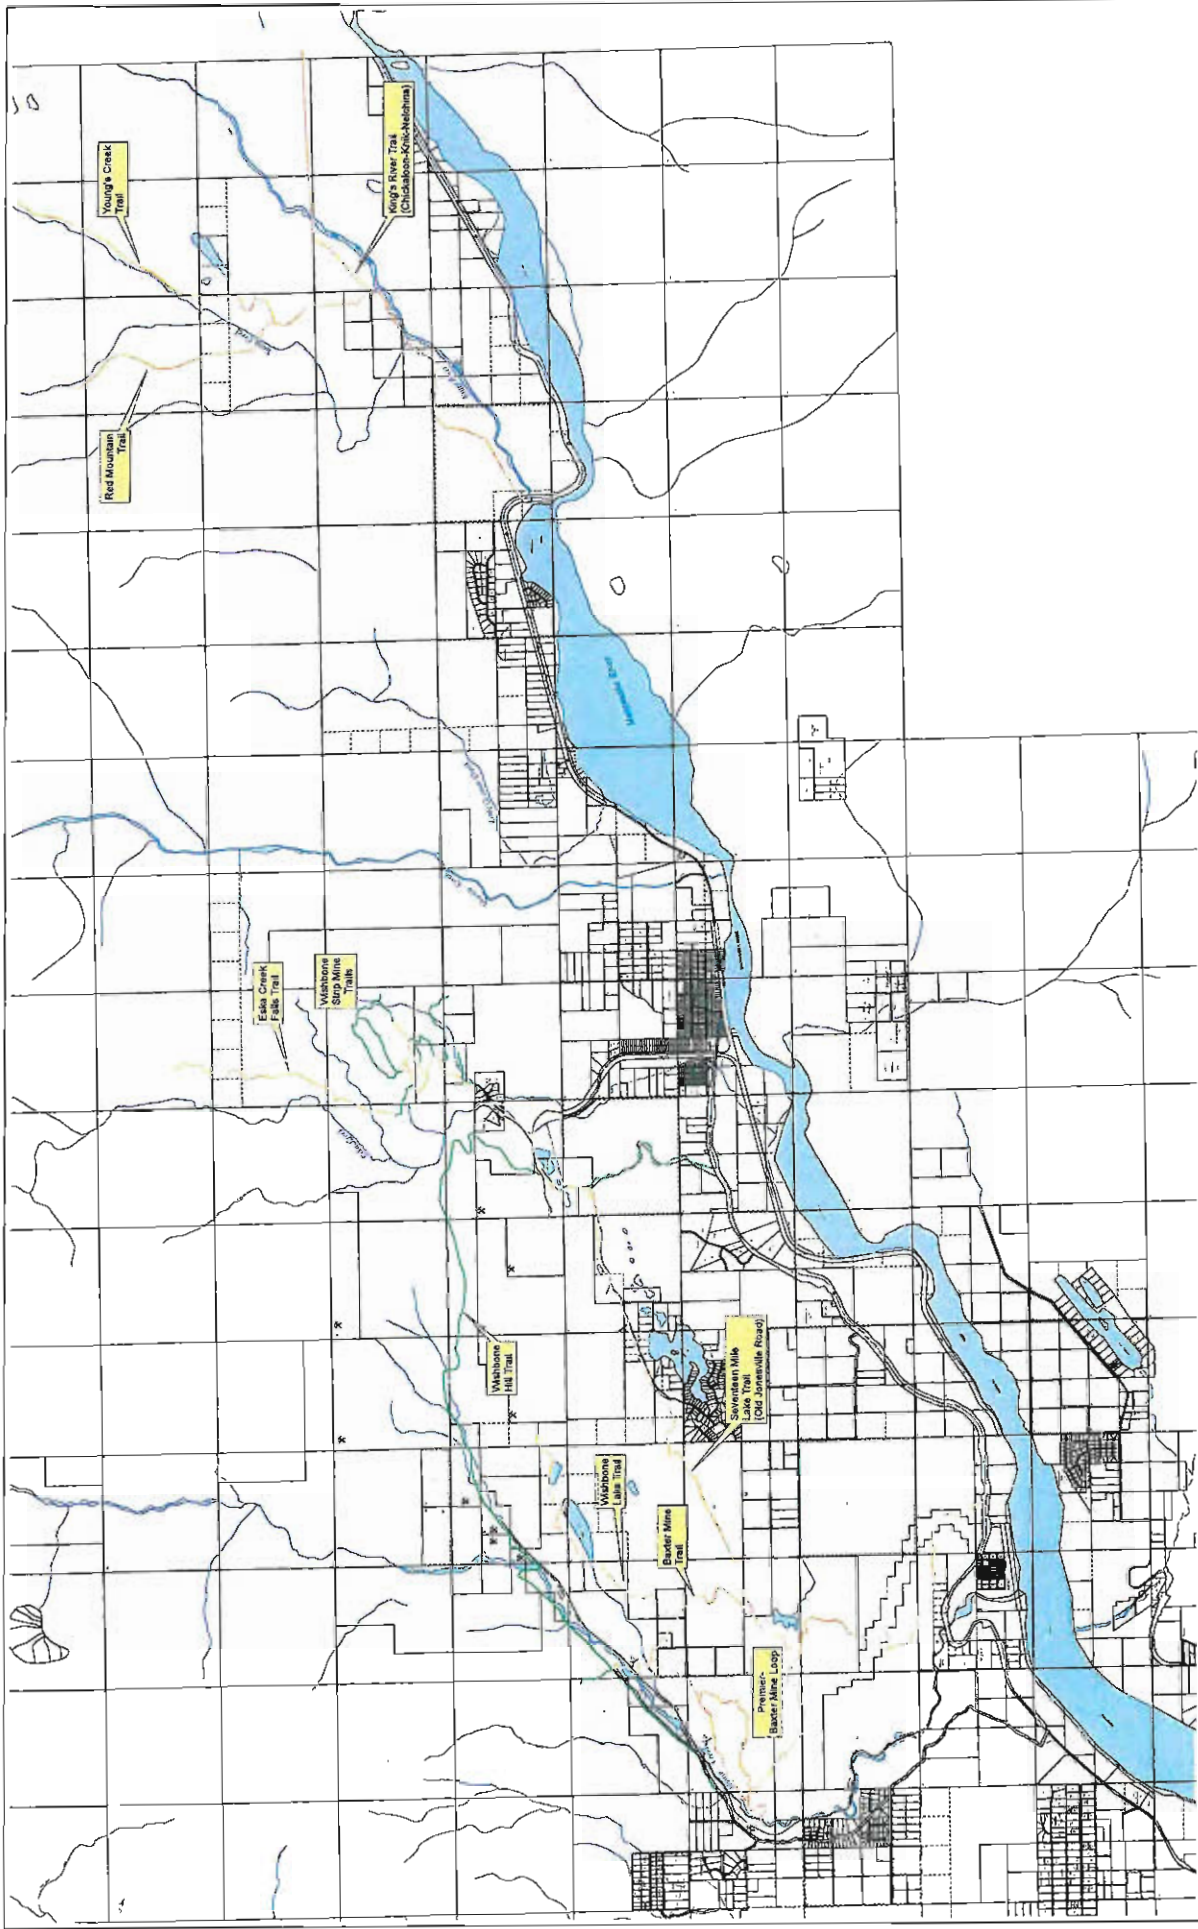 Young's Creek
Trail
King's River Trail
(Chickaloon-Knik-Nelchina)
Red Mountain
Trail
Matanuska River
Eska Creek
Falls Trail
Wishbone
Strip Mine
Trails
Wishbone
Hill Trail
Seventeen Mile
Lake Trail
(Old Jonesville Road)
Wishbone
Lake Trail
Baxter Mine
Trail
Premier-
Baxter Mine Loop